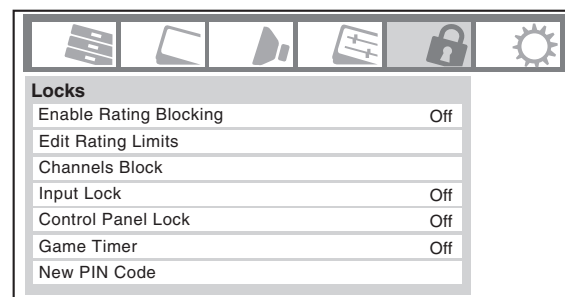 Locks
Enable Rating Blocking Off
Edit Rating Limits
Channels Block
Input Lock Off
Control Panel Lock Off
Game Timer Off
New PIN Code